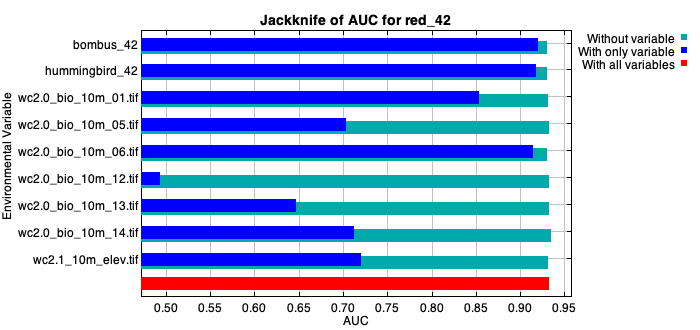 Jackknife of AUC for red_42
Without variable
With only variable
With all variables
Environmental Variable
bombus_42
hummingbird_42
wc2.0_bio_10m_01.tif
wc2.0_bio_10m_05.tif
wc2.0_bio_10m_06.tif
wc2.0_bio_10m_12.tif
wc2.0_bio_10m_13.tif
wc2.0_bio_10m_14.tif
wc2.1_10m_elev.tif
0.50 0.55 0.60 0.65 0.70 0.75 0.80 0.85 0.90 0.95
AUC